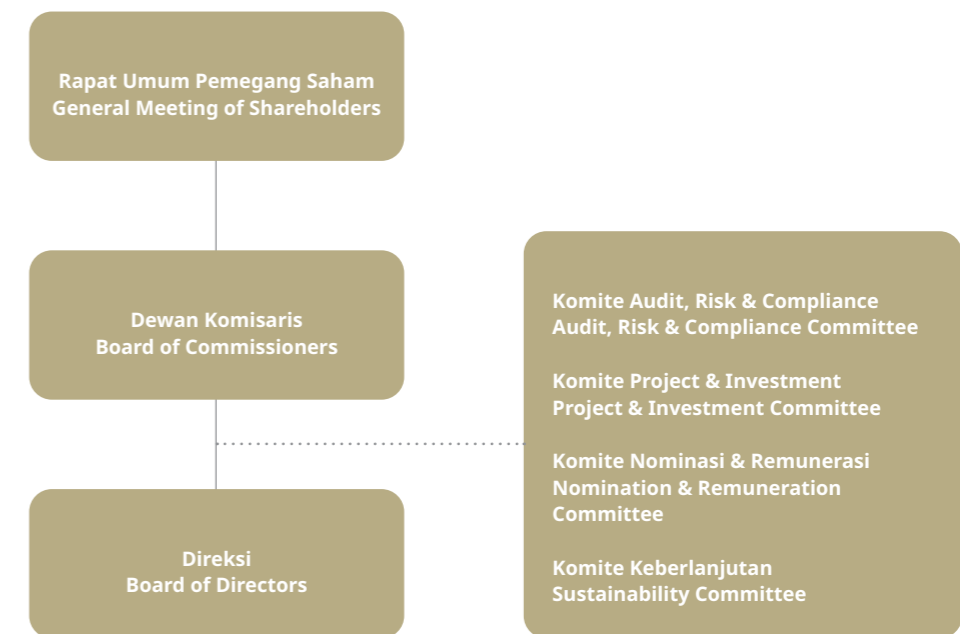 Rapat Umum Pemegang Saham
General Meeting of Shareholders
Dewan Komisaris
Board of Commissioners
Komite Audit, Risk & Compliance
Audit, Risk & Compliance Committee
Komite Project & Investment
Project & Investment Committee
Komite Nominasi & Remunerasi
Nomination & Remuneration
Committee
Komite Keberlanjutan
Sustainability Committee
Direksi
Board of Directors